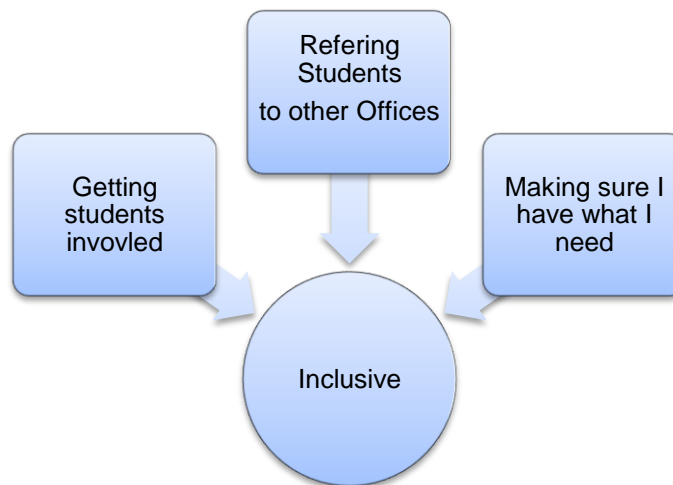 Refering
Students
to other Offices
Getting
students
invovled
Making sure I
have what I
need
Inclusive